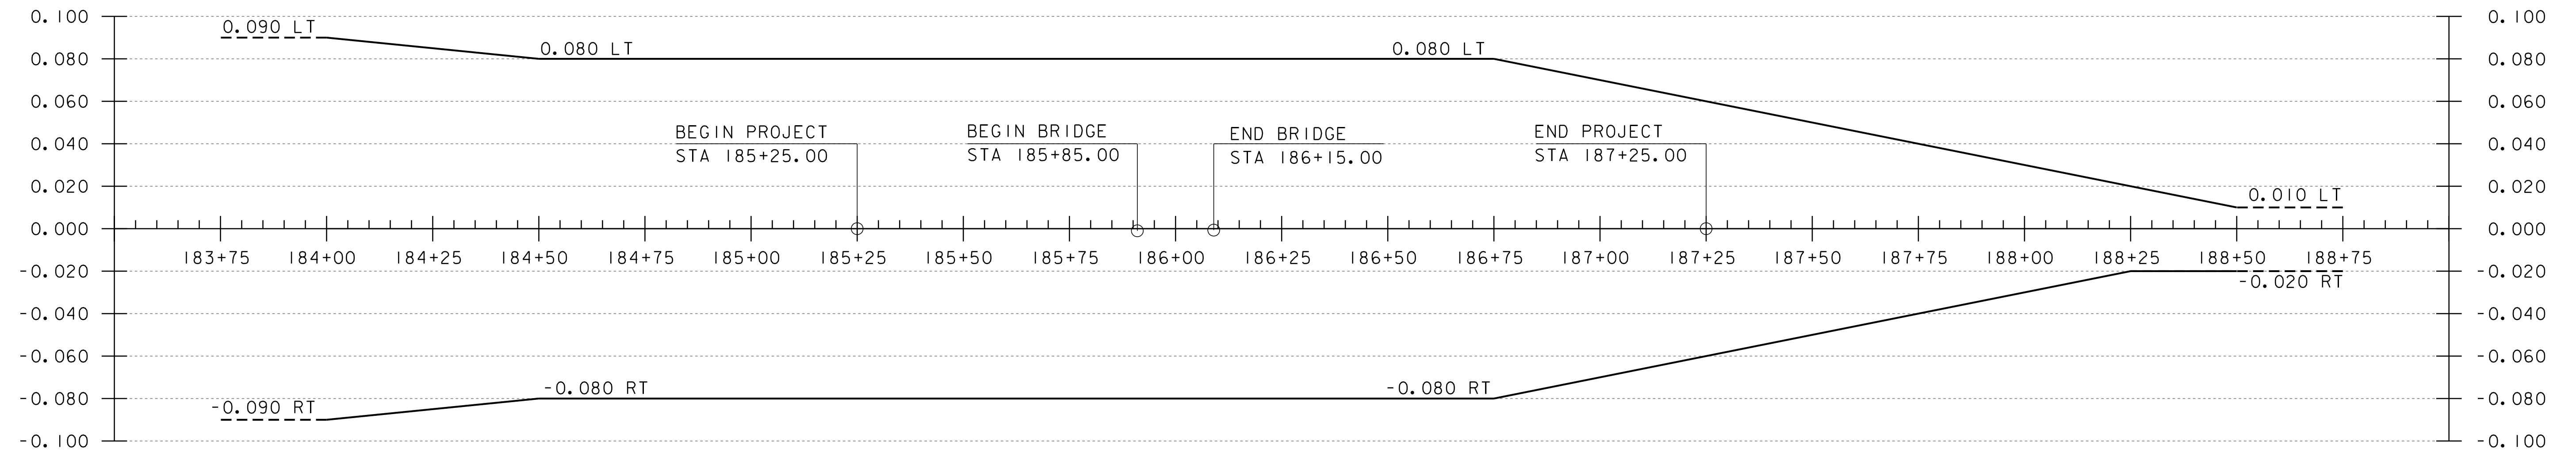 0.100 0.100
0.090 LT
0.080 LT 0.080 LT
0.080 0.080
0.060 0.060
BEGIN PROJECT BEGIN BRIDGE END BRIDGE END PROJECT
0.040 0.040
STA 185+25.00 STA 185+85.00 STA 186+15.00 STA 187+25.00
0.020 0.020
0.010 LT
0.000 0.000
183+75 184+00 184+25 184+50 184+75 185+00 185+25 185+50 185+75 186+00 186+25 186+50 186+75 187+00 187+25 187+50 187+75 188+00 188+25 188+50 188+75
-0.020 -0.020
-0.020 RT
-0.040 -0.040
-0.060 -0.060
-0.080 RT -0.080 RT
-0.080 -0.080
-0.090 RT
-0.100 -0.100